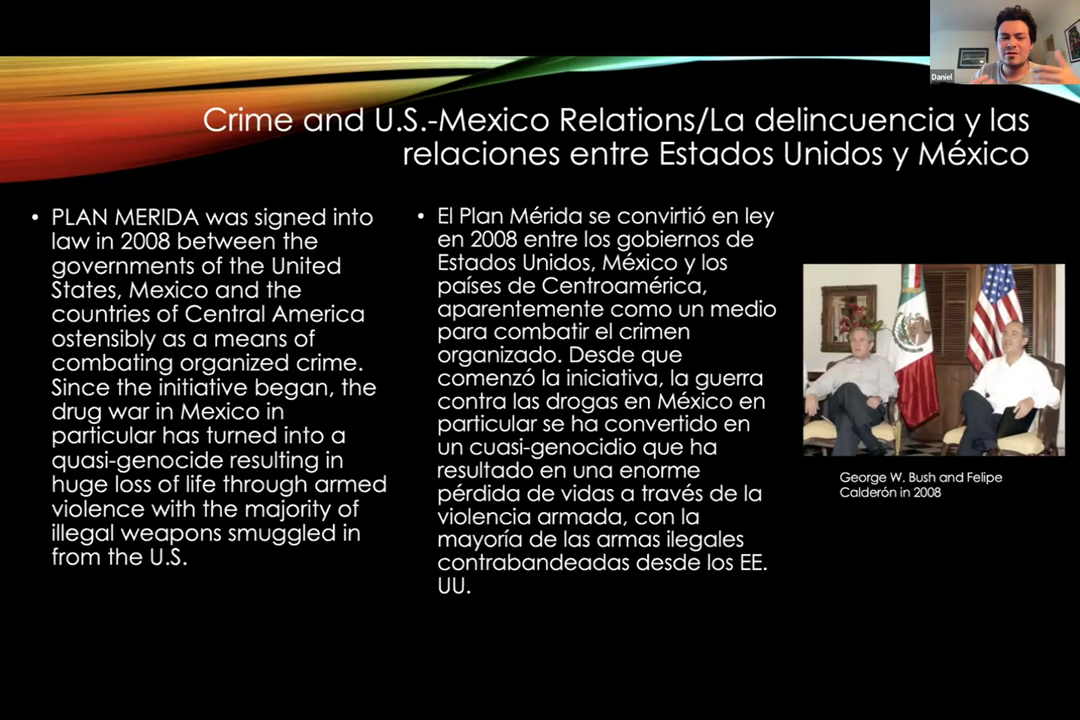 Daniel
Crime and U.S.-Mexico Relations/La delincuencia y las
relaciones entre Estados Unidos y México
• PLAN MERIDA was signed into
law in 2008 between the
governments of the United
States, Mexico and the
countries of Central America
ostensibly as a means of
combating organized crime.
Since the initiative began, the
drug war in Mexico in
particular has turned into a
quasi-genocide resulting in
huge loss of life through armed
violence with the majority of
illegal weapons smuggled in
from the U.S.
• El Plan Mérida se convirtió en ley
en 2008 entre los gobiernos de
Estados Unidos, México y los
países de Centroamérica,
aparentemente como un medio
para combatir el crimen
organizado. Desde que
comenzó la iniciativa, la guerra
contra las drogas en México en
particular se ha convertido en
un cuasi-genocidio que ha
resultado en una enorme
pérdida de vidas a través de la
violencia armada, con la
mayoría de las armas ilegales
contrabandeadas desde los EE.
UU.
George W. Bush and Felipe
Calderón in 2008